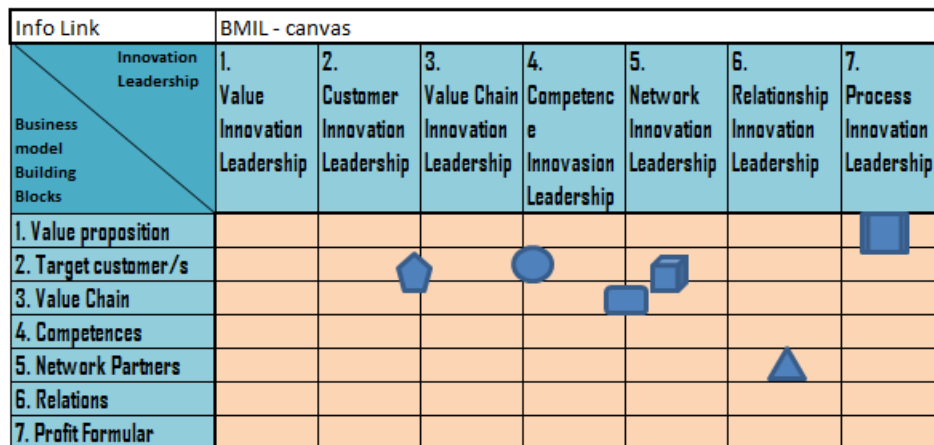 Info Link
BMIL - canvas
Innovation
Leadership
Business
model
Building
Blocks
1.
Value
Innovation
Leadership
2.
Customer
Innovation
Leadership
3.
Value Chain
Innovation
Leadership
4.
Competenc
e
Innovasion
Leadership
5.
Network
Innovation
Leadership
6.
Relationship
Innovation
Leadership
7.
Process
Innovation
Leadership
1. Value proposition
2. Target customer/s
3. Value Chain
4. Competences
5. Network Partners
6. Relations
7. Profit Formular